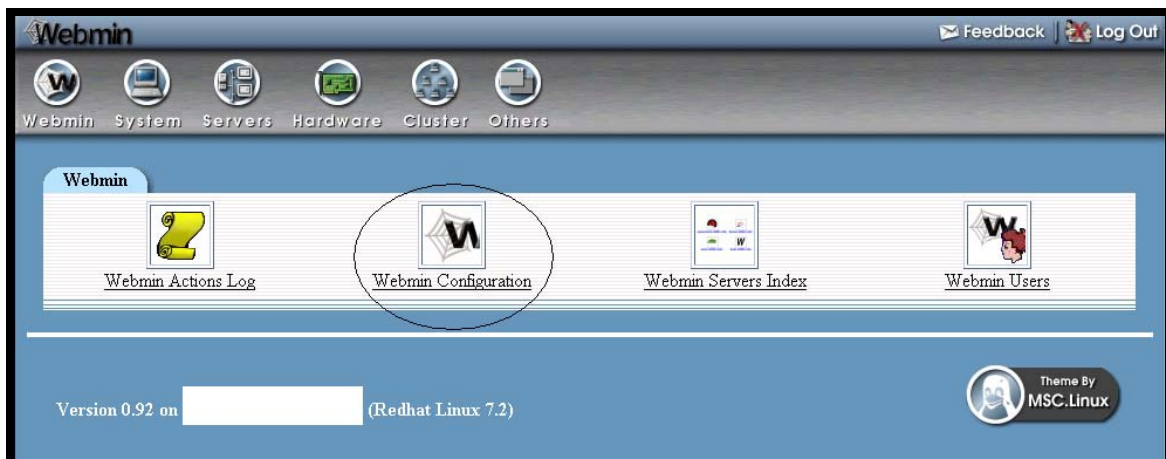 Webmin
Feedback
Log Out
Webmin System Servers Hardware Cluster Others
Webmin
Webmin Actions Log
Webmin Configuration
Webmin Servers Index
Webmin Users
Version 0.92 on (Redhat Linux 7.2)
Theme By
MSC.Linux